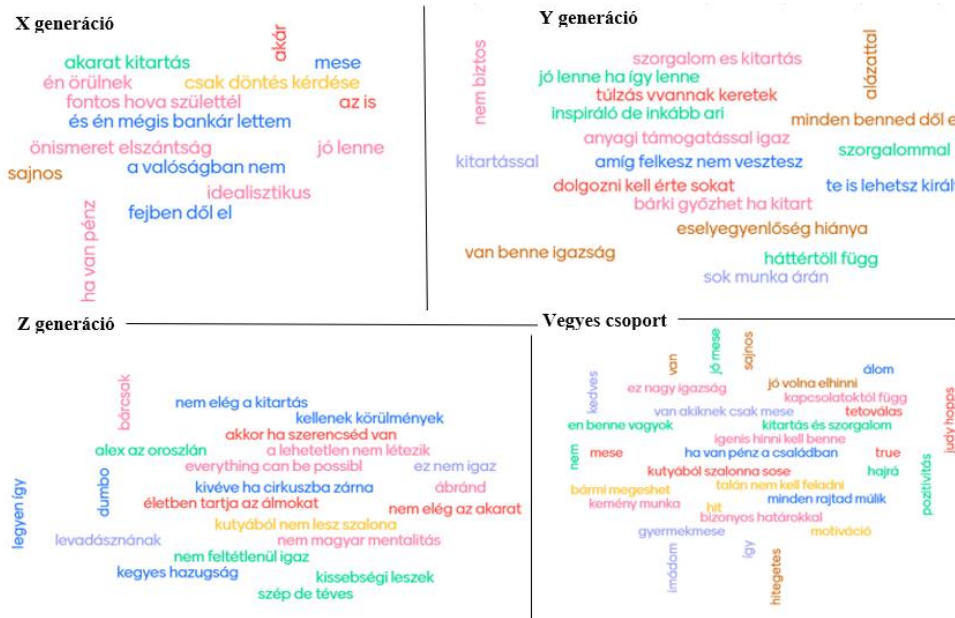 X generáció
akár
akarat kitartás
mese
én örülnek
csak döntés kérdése
fontos hova születtél
az is
és én mégis bankár lettem
önismeret elszántság
jó lenne
a valóságban nem
sajnos
idealisztikus
fejben dől el
ha van pénz
Y generáció
nem biztos
szorgalom es kitartás
alázattal
jó lenne ha így lenne
túlzás vvannak keretek
inspiráló de inkább ari
minden benned dől e
anyagi támogatással igaz
szorgalommal
kitartással
amíg felkesz nem vesztesz
dolgozni kell érte sokat
te is lehetsz királ
bárki győzhet ha kitart
eselyegyenlőség hiánya
van benne igazság
háttértöll függ
sok munka árán
Z generáció
bárcsak
nem elég a kitartás
kellenek körülmények
akkor ha szerencséd van
alex az oroszlán
a lehetetlen nem létezik
everything can be possibl
ez nem igaz
legyen így
dumbo
kivéve ha cirkuszba zárna
ábránd
életben tartja az álmokat
nem elég az akarat
kutyából nem lesz szalona
levadásznának
nem magyar mentalitás
nem feltétlenül igaz
kegyes hazugság
kissebségi leszek
szép de téves
Vegyes csoport
van
jó mese
sajnos
álom
kedves
ez nagy igazság
jó volna elhinni
kapcsolatoktól függ
judy hopps
van akiknek csak mese
tetoválás
en benne vagyok
kitartás és szorgalom
igenis hinni kell benne
nem
mese
ha van pénz a családban
true
kutyából szalonna sose
hajrá
pozitivitás
bármi megeshet
talán nem kell feladni
kemény munka
hit
minden rajtad múlik
bizonyos határokkal
gyermekmese
motiváció
imádom
így
hitegetes